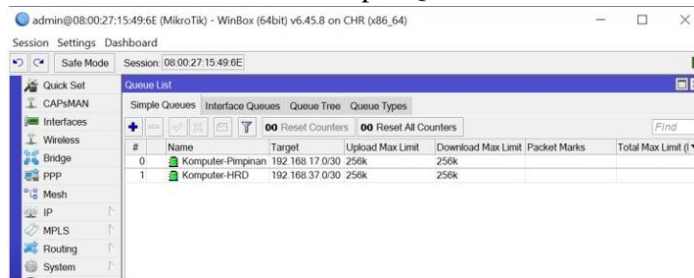 admin@08:00:27:15:49:6E (MikroTik) - WinBox (64bit) v6.45.8 on CHR (x86_64)
Session Settings Dashboard
Safe Mode Session: 08:00:27:15:49:6E
Quick Set
CAPsMAN
Interfaces
Wireless
Bridge
PPP
Mesh
IP
MPLS
Routing
System
Queue List
Simple Queues Interface Queues Queue Tree Queue Types
00 Reset Counters 00 Reset All Counters Find
# Name Target Upload Max Limit Download Max Limit Packet Marks Total Max Limit (
0 Komputer-Pimpinan 192.168.17.0/30 256k 256k
1 Komputer-HRD 192.168.37.0/30 256k 256k